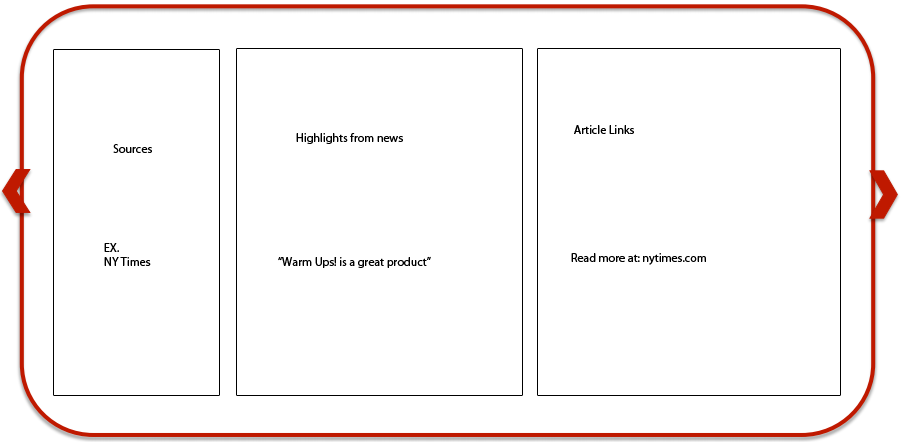 Sources
EX.
NY Times
Highlights from news
“Warm Ups! is a great product”
Article Links
Read more at: nytimes.com